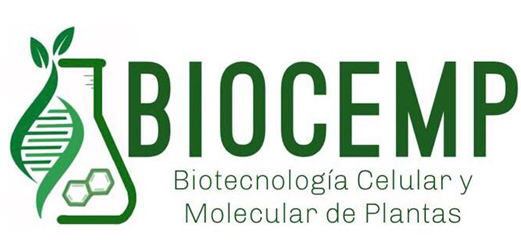 BIOCEMP
Biotecnología Celular y
Molecular de Plantas